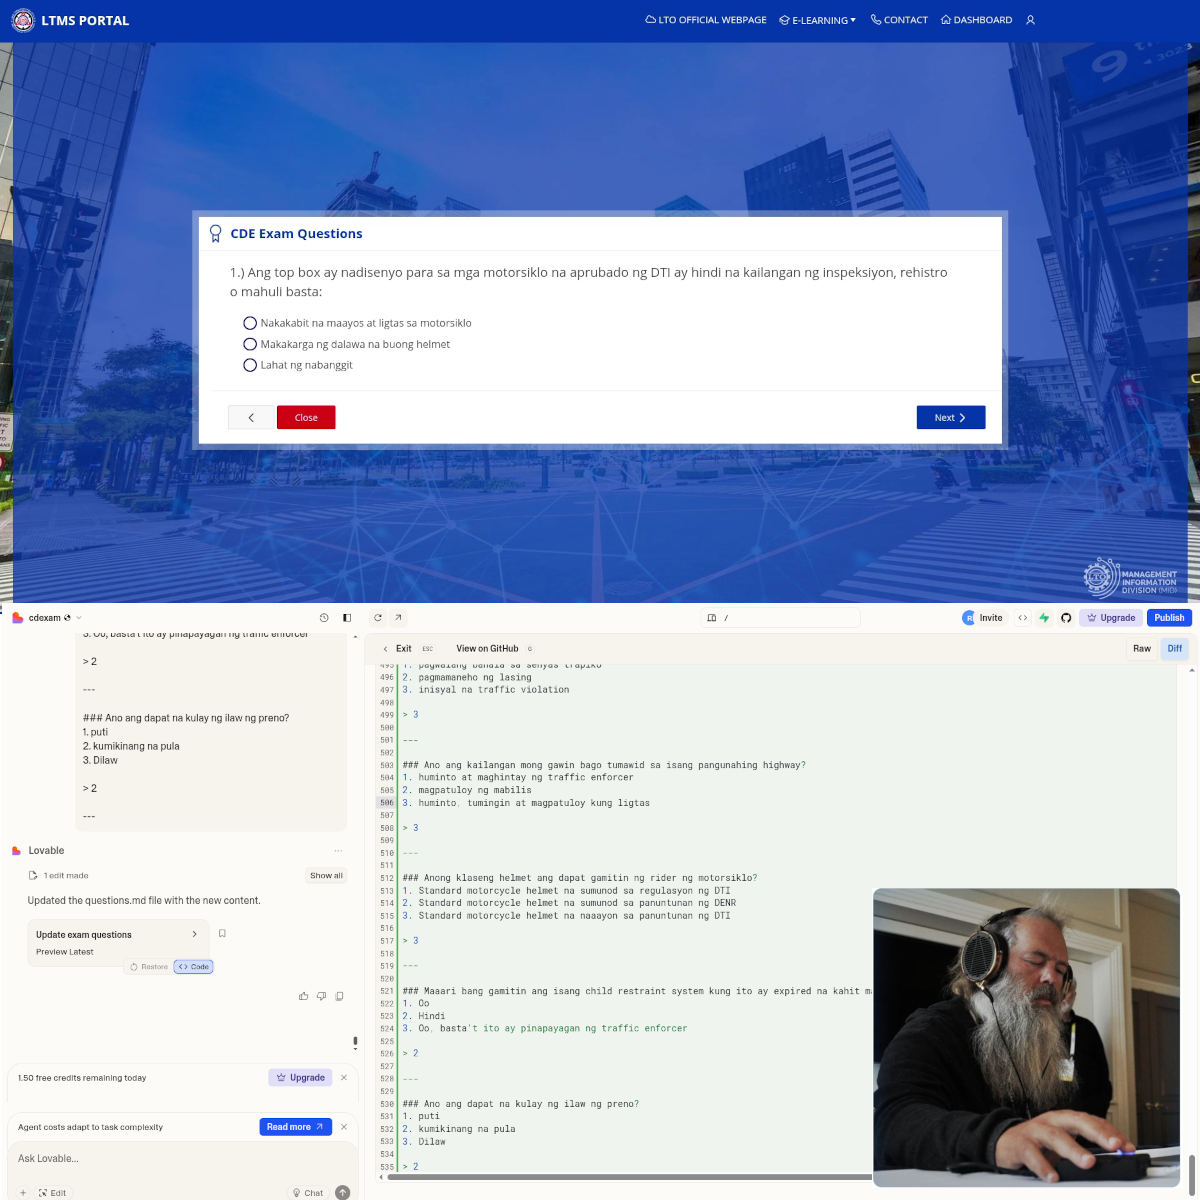 LTMS PORTAL
LTO OFFICIAL WEBPAGE
E-LEARNING
CONTACT
DASHBOARD
CDE Exam Questions
1.) Ang top box ay nadisenyo para sa mga motorsiklo na aprubado ng DTI ay hindi na kailangan ng inspeksiyon, rehistro
o mahuli basta:
Nakakabit na maayos at ligtas sa motorsiklo
Makakarga ng dalawa na buong helmet
Lahat ng nabanggit
Close
Next
LTO
MANAGEMENT
INFORMATION
DIVISION (MID)
cdexam
/
Invite
Upgrade
Publish
3. Oo, basta't ito ay pinapayagan ng traffic enforcer
> 2
---
### Ano ang dapat na kulay ng ilaw ng preno?
1. puti
2. kumikinang na pula
3. Dilaw
> 2
---
Lovable
1 edit made
Show all
Updated the questions.md file with the new content.
Update exam questions
Preview Latest
Restore
Code
1.50 free credits remaining today
Upgrade
Agent costs adapt to task complexity
Read more
Ask Lovable...
Edit
Chat
Exit ESC
View on GitHub G
Raw
Diff
495 1. pagwalang bahala sa senyas trapiko
496 2. pagmamaneho ng lasing
497 3. inisyal na traffic violation
498
499 > 3
500
501 ---
502
503 ### Ano ang kailangan mong gawin bago tumawid sa isang pangunahing highway?
504 1. huminto at maghintay ng traffic enforcer
505 2. magpatuloy ng mabilis
506 3. huminto, tumingin at magpatuloy kung ligtas
507
508 > 3
509
510 ---
511
512 ### Anong klaseng helmet ang dapat gamitin ng rider ng motorsiklo?
513 1. Standard motorcycle helmet na sumunod sa regulasyon ng DTI
514 2. Standard motorcycle helmet na sumunod sa panuntunan ng DENR
515 3. Standard motorcycle helmet na naaayon sa panuntunan ng DTI
516
517 > 3
518
519 ---
520
521 ### Maaari bang gamitin ang isang child restraint system kung ito ay expired na kahit
522 1. Oo
523 2. Hindi
524 3. Oo, basta't ito ay pinapayagan ng traffic enforcer
525
526 > 2
527
528 ---
529
530 ### Ano ang dapat na kulay ng ilaw ng preno?
531 1. puti
532 2. kumikinang na pula
533 3. Dilaw
534
535 > 2